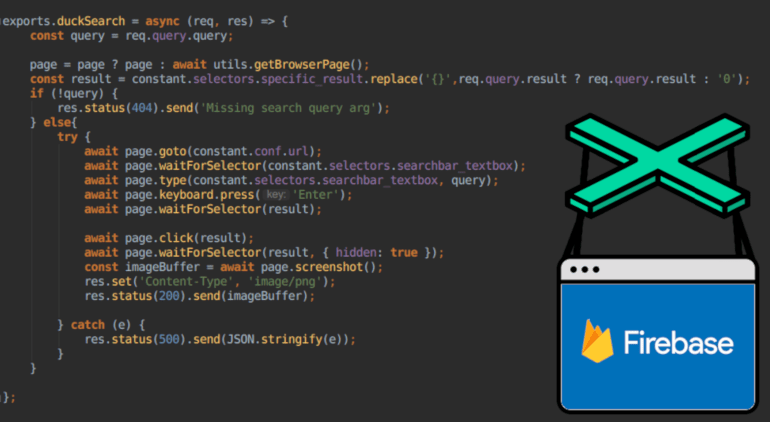 exports.duckSearch = async (req, res) => {
const query = req.query.query;
page = page ? page : await utils.getBrowserPage();
const result = constant.selectors.specific_result.replace('{}',req.query.result ? req.query.result : '0');
if (!query) {
res.status(404).send('Missing search query arg');
} else{
try {
await page.goto(constant.conf.url);
await page.waitForSelector(constant.selectors.searchbar_textbox);
await page.type(constant.selectors.searchbar_textbox, query);
await page.keyboard.press( key: 'Enter');
await page.waitForSelector(result);
await page.click(result);
await page.waitForSelector(result, { hidden: true });
const imageBuffer = await page.screenshot();
res.set('Content-Type', 'image/png');
res.status(200).send(imageBuffer);
} catch (e) {
res.status(500).send(JSON.stringify(e));
}
}
};
Firebase